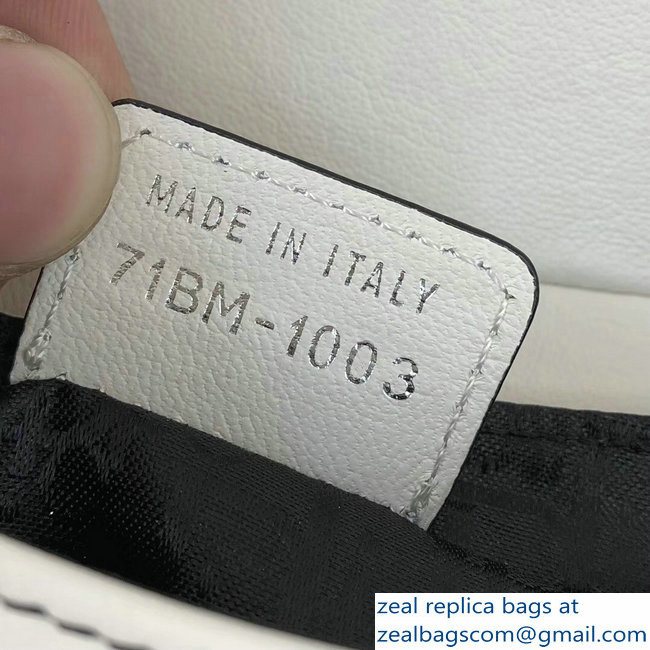 MADE IN ITALY
71BM-1003
zeal replica bags at
zealbagscom@gmail.com